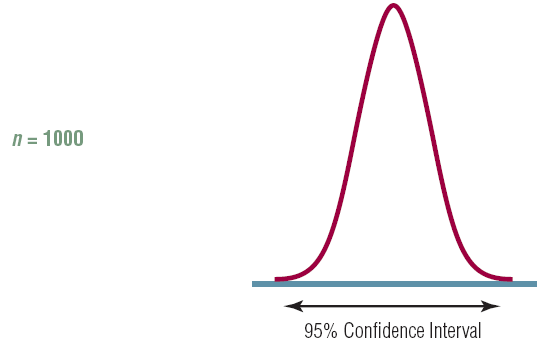 n = 1000
95% Confidence Interval